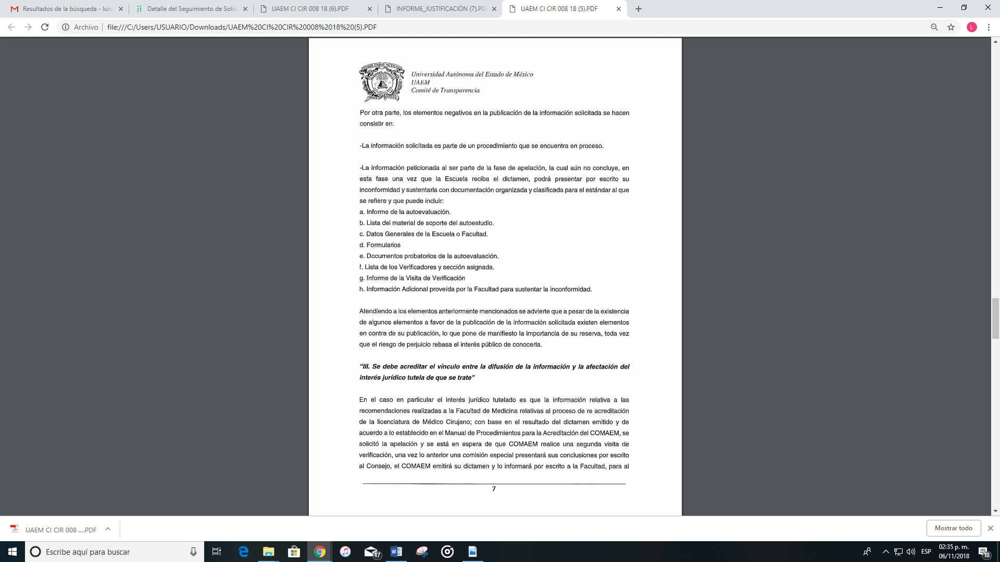 Resultados de la búsqueda - luis.
Detalle del Seguimiento de Solici
UAEM CI CIR 008 18 (6).PDF
INFORME_JUSTIFICACIÓN (7).PD
UAEM CI CIR 008 18 (5).PDF
Archivo
file:///C:/Users/USUARIO/Downloads/UAEM%20CI%20CIR%20008%2018%20(5).PDF
L
ESTADOS UNIDOS MEXICANOS
Universidad Autónoma del Estado de México
UAEM
Comité de Transparencia
Por otra parte, los elementos negativos en la publicación de la información solicitada se hacen
consistir en:
-La información solicitada es parte de un procedimiento que se encuentra en proceso.
-La información peticionada al ser parte de la fase de apelación, la cual aún no concluye, en
esta fase una vez que la Escuela reciba el dictamen, podrá presentar por escrito su
inconformidad y sustentarla con documentación organizada y clasificada para el estándar al que
se refiere y que puede incluir:
a. Informe de la autoevaluación.
b. Lista del material de soporte del autoestudio.
c. Datos Generales de la Escuela o Facultad.
d. Formularios
e. Documentos probatorios de la autoevaluación.
f. Lista de los Verificadores y sección asignada.
g. Informe de la Visita de Verificación
h. Información Adicional proveída por la Facultad para sustentar la inconformidad.
Atendiendo a los elementos anteriormente mencionados se advierte que a pesar de la existencia
de algunos elementos a favor de la publicación de la información solicitada existen elementos
en contra de su publicación, lo que pone de manifiesto la importancia de su reserva, toda vez
que el riesgo de perjuicio rebasa el interés público de conocerla.
“III. Se debe acreditar el vínculo entre la difusión de la información y la afectación del
interés jurídico tutela de que se trate”
En el caso en particular el interés jurídico tutelado es que la información relativa a las
recomendaciones realizadas a la Facultad de Medicina relativas al proceso de re acreditación
de la licenciatura de Médico Cirujano; con base en el resultado del dictamen emitido y de
acuerdo a lo establecido en el Manual de Procedimientos para la Acreditación del COMAEM, se
solicitó la apelación y se está en espera de que COMAEM realice una segunda visita de
verificación, una vez lo anterior una comisión especial presentará sus conclusiones por escrito
al Consejo, el COMAEM emitirá su dictamen y lo informará por escrito a la Facultad, para al
7
UAEM CI CIR 008 ....PDF
Mostrar todo
Escribe aquí para buscar
17
ESP
02:35 p. m.
06/11/2018
18